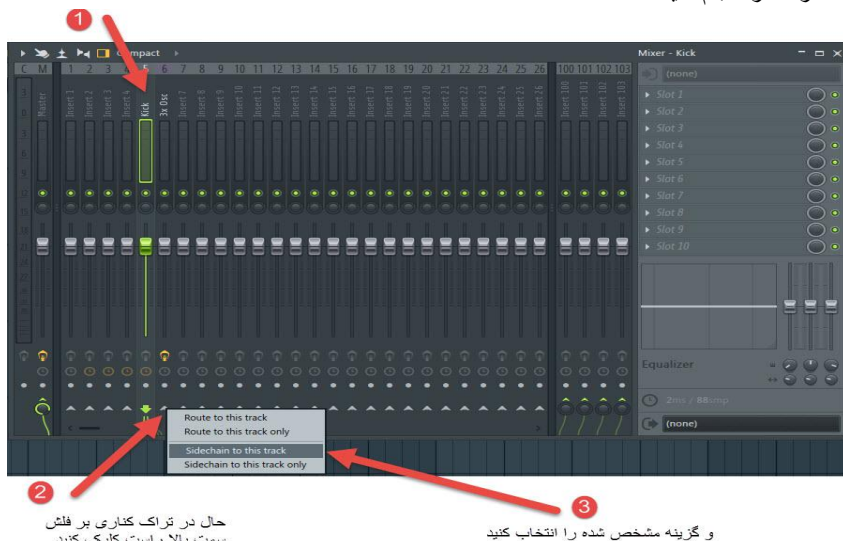 1
Compact
Mixer - Kick
C M 1 2 3 4 5 6 7 8 9 10 11 12 13 14 15 16 17 18 19 20 21 22 23 24 25 26 100 101 102 103
Master
Insert 1
Insert 2
Insert 3
Insert 4
Kick
3x Osc
Insert 7
Insert 8
Insert 9
Insert 10
Insert 11
Insert 12
Insert 13
Insert 14
Insert 15
Insert 16
Insert 17
Insert 18
Insert 19
Insert 20
Insert 21
Insert 22
Insert 23
Insert 24
Insert 25
Insert 26
Insert 100
Insert 101
Insert 102
Insert 103
(none)
Slot 1
Slot 2
Slot 3
Slot 4
Slot 5
Slot 6
Slot 7
Slot 8
Slot 9
Slot 10
Equalizer
2ms / 88smp
(none)
Route to this track
Route to this track only
Sidechain to this track
Sidechain to this track only
2
حال در تراک کناری بر فلش
سمت بالا راست کلیک کنید
3
و گزینه مشخص شده را انتخاب کنید